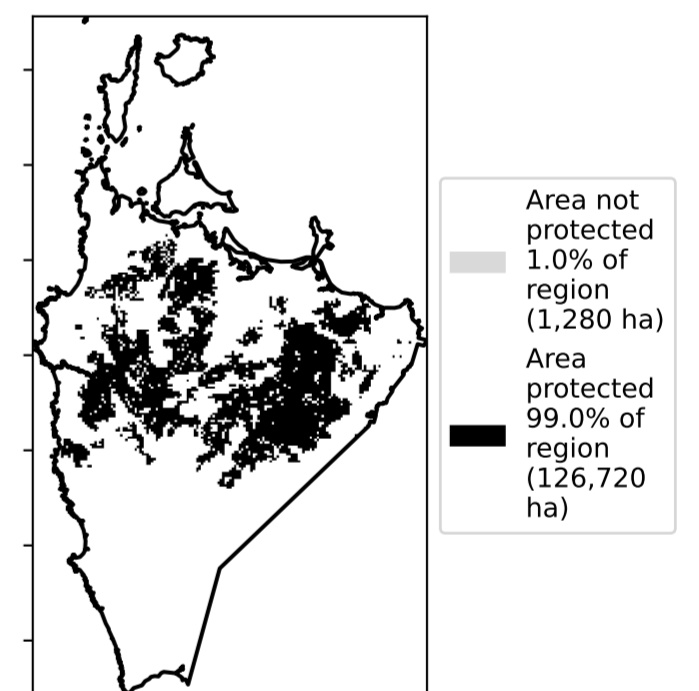 Area not
protected
1.0% of
region
(1,280 ha)
Area
protected
99.0% of
region
(126,720
ha)